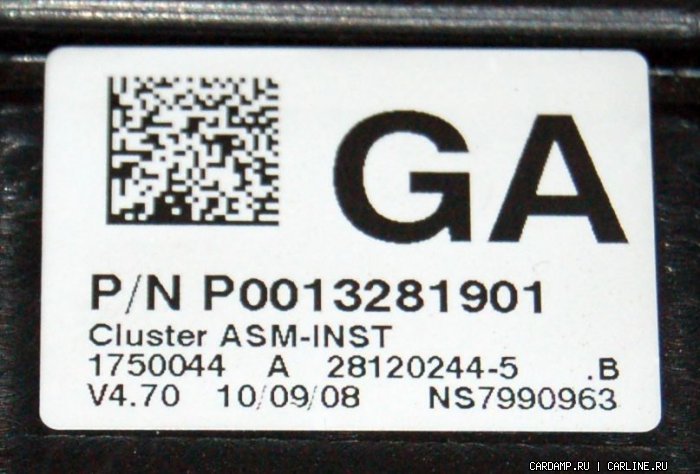 GA
P/N P0013281901
Cluster ASM-INST
1750044 A 28120244-5 .B
V4.70 10/09/08 NS7990963
CARDAMP.RU | CARLINE.RU